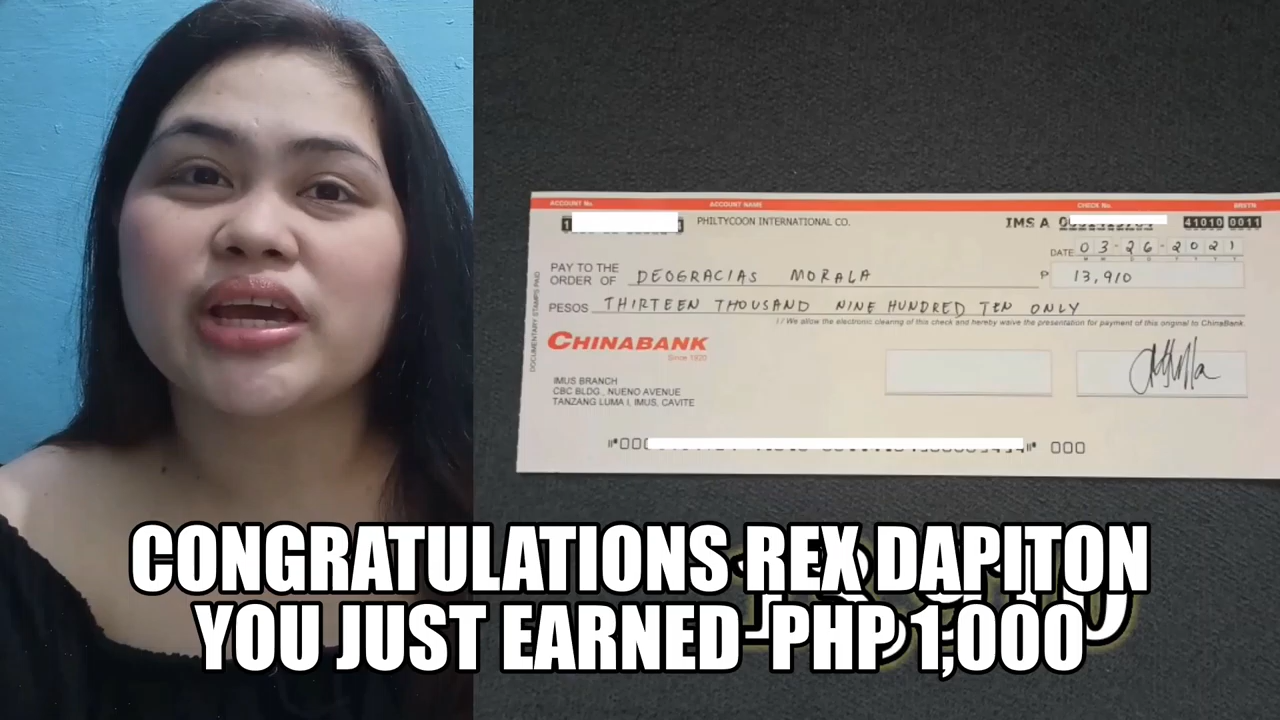 ACCOUNT No.
ACCOUNT NAME
CHECK No.
BRSTN
PHILTYCOON INTERNATIONAL CO.
IMS A
41010 0011
DATE 03-26-2021
PAY TO THE
ORDER OF DEOGRACIAS MORALA
P 13,910
PESOS THIRTEEN THOUSAND NINE HUNDRED TEN ONLY
I / We allow the electronic clearing of this check and hereby waive the presentation for payment of this original to ChinaBank.
DOCUMENTARY STAMPS PAID
CHINABANK
Since 1920
IMUS BRANCH
CBC BLDG., NUENO AVENUE
TANZANG LUMA I, IMUS, CAVITE
000
CONGRATULATIONS REX DAPITON
YOU JUST EARNED PHP 1,000